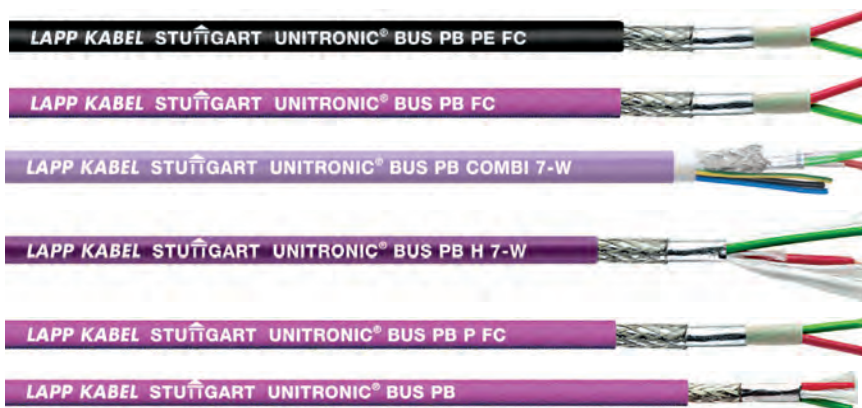 LAPP KABEL STUTTGART UNITRONIC® BUS PB PE FC
LAPP KABEL STUTTGART UNITRONIC® BUS PB FC
LAPP KABEL STUTTGART UNITRONIC® BUS PB COMBI 7-W
LAPP KABEL STUTTGART UNITRONIC® BUS PB H 7-W
LAPP KABEL STUTTGART UNITRONIC® BUS PB P FC
LAPP KABEL STUTTGART UNITRONIC® BUS PB